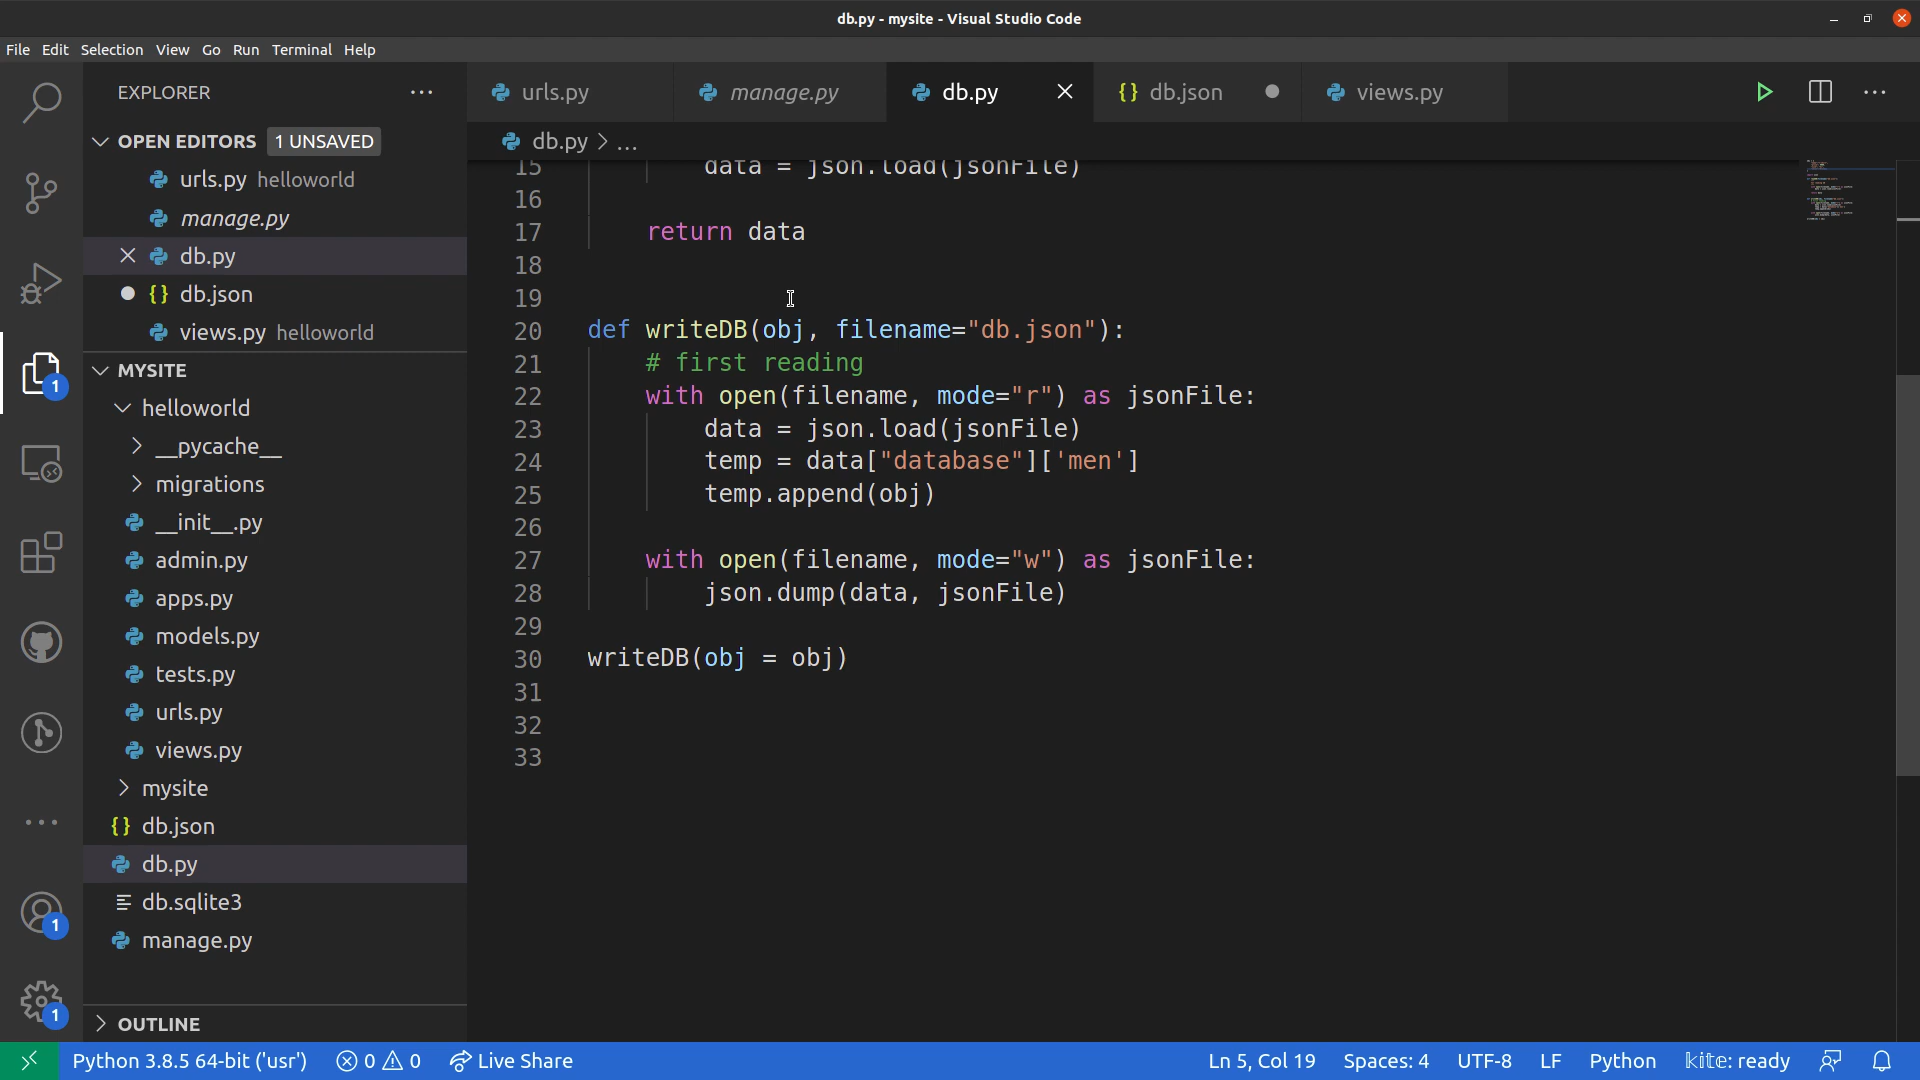 db.py - mysite - Visual Studio Code
File Edit Selection View Go Run Terminal Help
EXPLORER
OPEN EDITORS 1 UNSAVED
urls.py helloworld
manage.py
db.py
{} db.json
views.py helloworld
MYSITE
helloworld
__pycache__
migrations
__init__.py
admin.py
apps.py
models.py
tests.py
urls.py
views.py
mysite
{} db.json
db.py
db.sqlite3
manage.py
OUTLINE
1
1
1
urls.py manage.py db.py {} db.json views.py
db.py > ...
15 data = json.load(jsonFile)
16
17 return data
18
19
20 def writeDB(obj, filename="db.json"):
21 # first reading
22 with open(filename, mode="r") as jsonFile:
23 data = json.load(jsonFile)
24 temp = data["database"]['men']
25 temp.append(obj)
26
27 with open(filename, mode="w") as jsonFile:
28 json.dump(data, jsonFile)
29
30 writeDB(obj = obj)
31
32
33
Python 3.8.5 64-bit ('usr') 0 0 Live Share Ln 5, Col 19 Spaces: 4 UTF-8 LF Python kite: ready